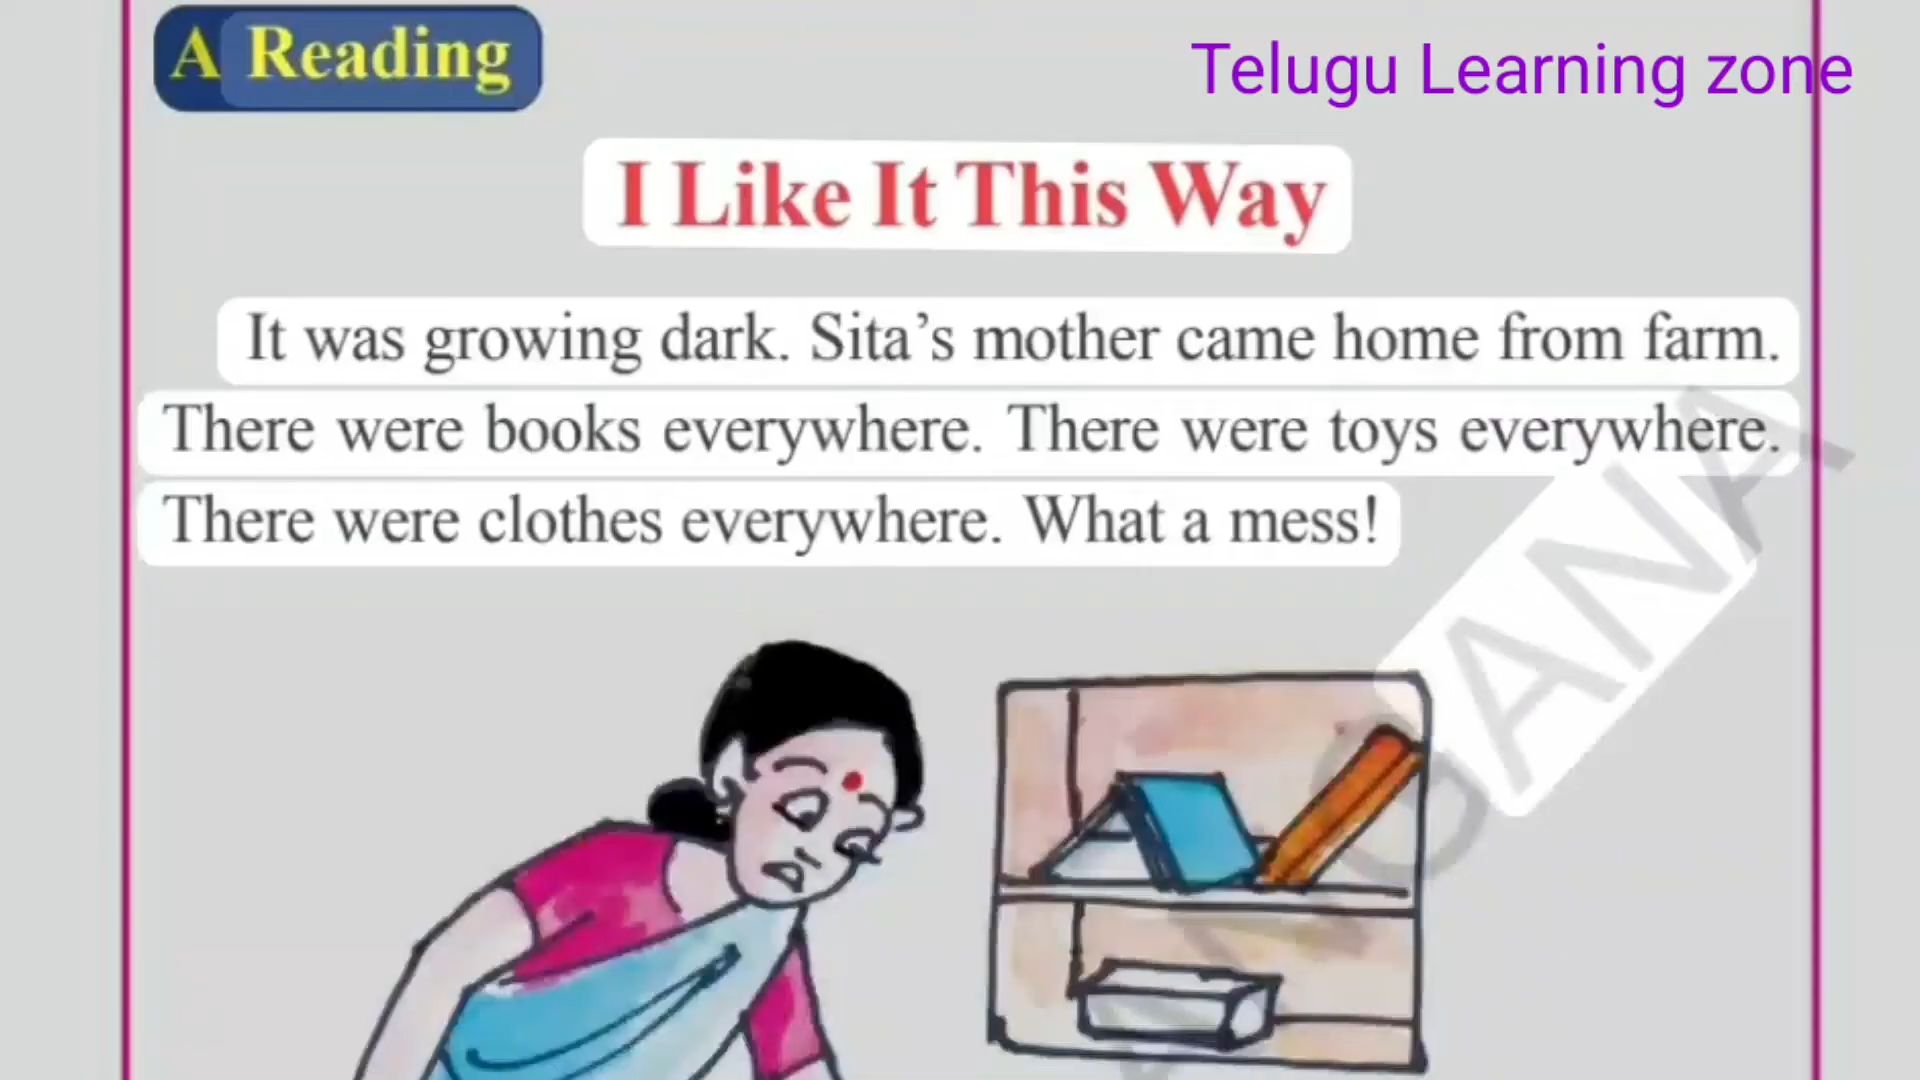 A Reading
Telugu Learning zone
I Like It This Way
It was growing dark. Sita’s mother came home from farm.
There were books everywhere. There were toys everywhere.
There were clothes everywhere. What a mess!
GANA